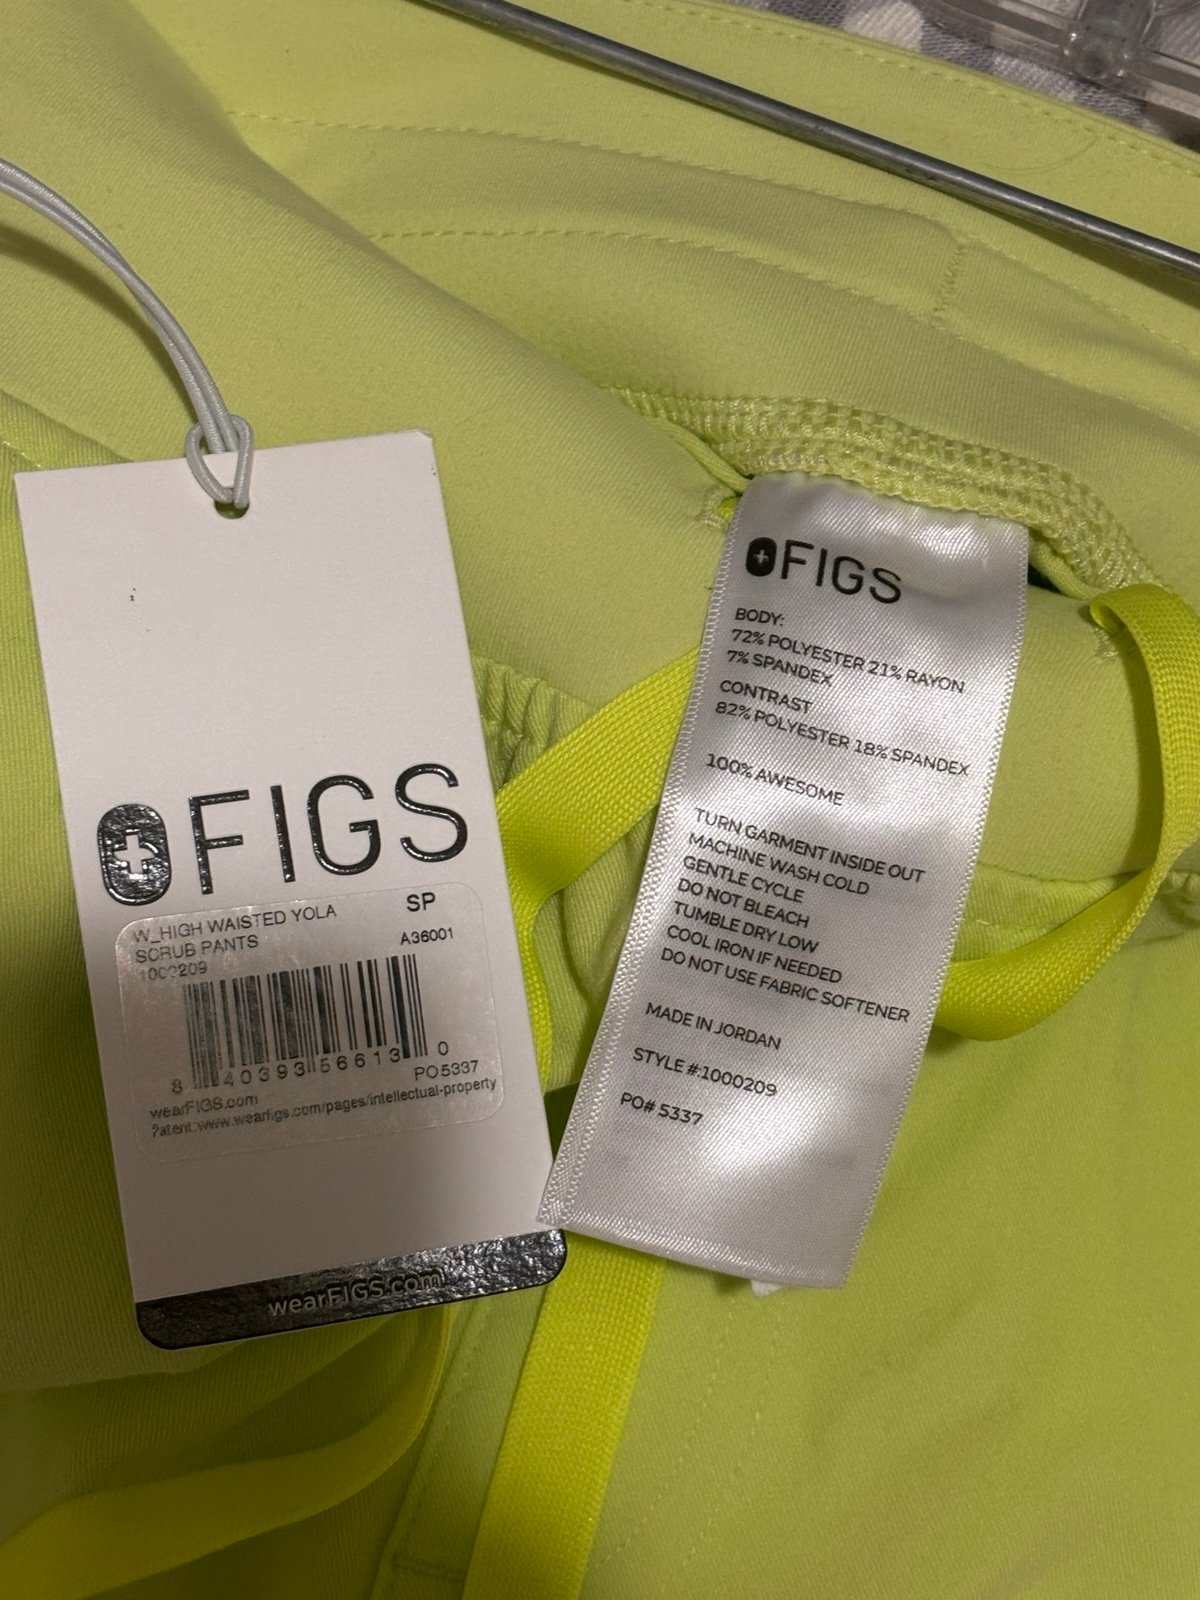 FIGS
W_HIGH WAISTED YOLA
SCRUB PANTS
1000209
SP
A36001
8 40393 56613 0
PO5337
wearFIGS.com
Patent:www.wearfigs.com/pages/intellectual-property
wearFIGS.com
FIGS
BODY:
72% POLYESTER 21% RAYON
7% SPANDEX
CONTRAST
82% POLYESTER 18% SPANDEX
100% AWESOME
TURN GARMENT INSIDE OUT
MACHINE WASH COLD
GENTLE CYCLE
DO NOT BLEACH
TUMBLE DRY LOW
COOL IRON IF NEEDED
DO NOT USE FABRIC SOFTENER
MADE IN JORDAN
STYLE #:1000209
PO# 5337